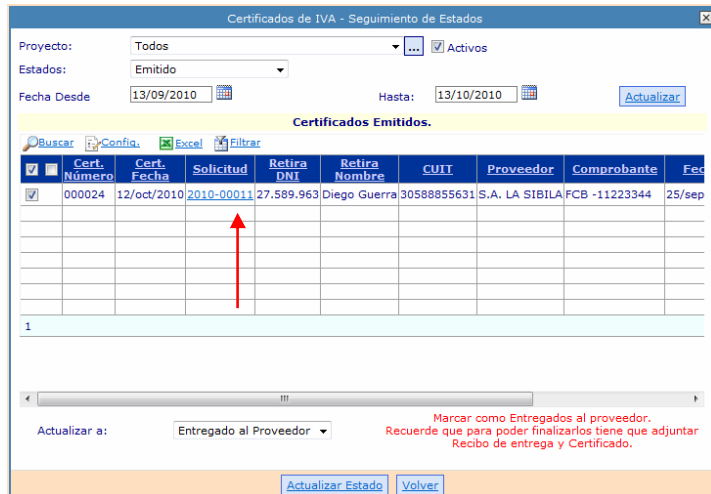 Certificados de IVA - Seguimiento de Estados
Proyecto: Todos ... Activos
Estados: Emitido
Fecha Desde 13/09/2010 Hasta: 13/10/2010 Actualizar
Certificados Emitidos.
Buscar Config. Excel Filtrar
Cert. Número Cert. Fecha Solicitud Retira DNI Retira Nombre CUIT Proveedor Comprobante Fec
000024 12/oct/2010 2010-00011 27.589.963 Diego Guerra 30588855631 S.A. LA SIBILA FCB -11223344 25/sep
1
Actualizar a: Entregado al Proveedor
Marcar como Entregados al proveedor.
Recuerde que para poder finalizarlos tiene que adjuntar
Recibo de entrega y Certificado.
Actualizar Estado Volver